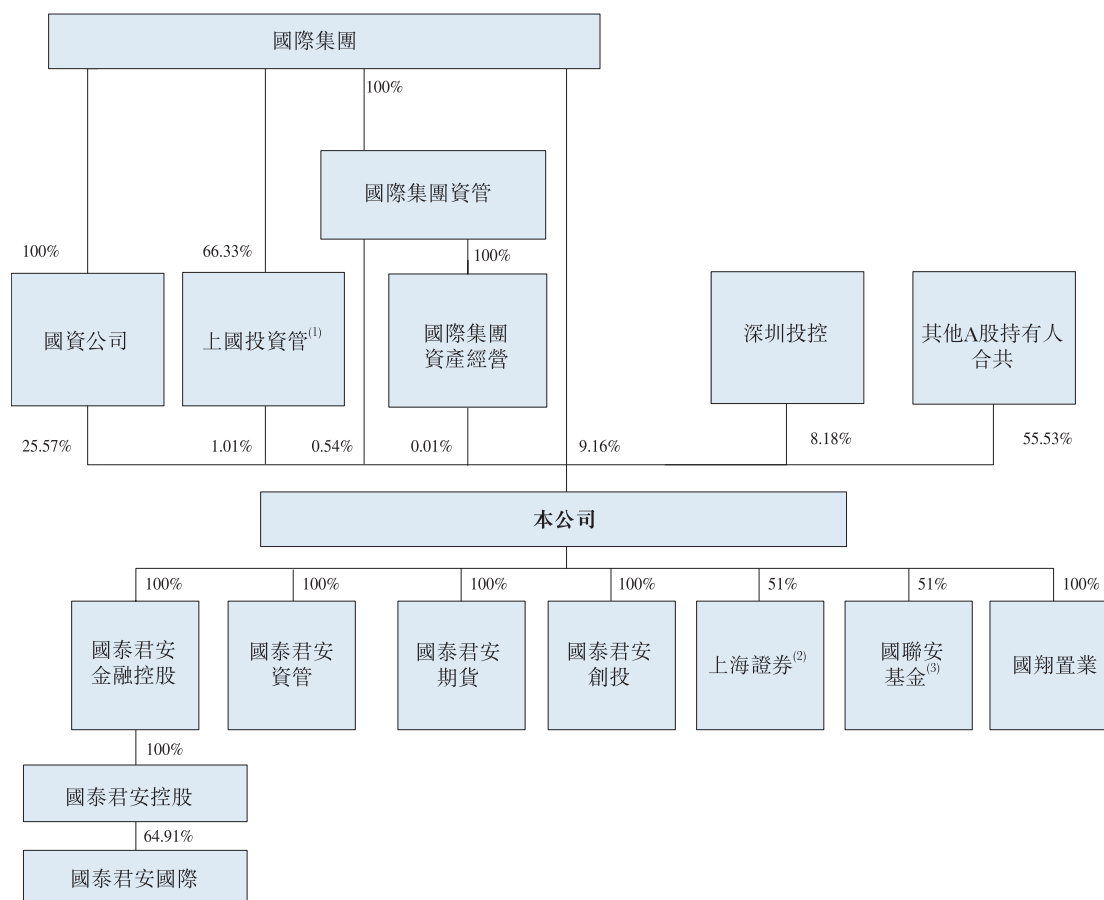 國際集團
100%
國際集團資管
100%
66.33%
100%
國資公司
上國投資管(1)
國際集團
資產經營
深圳投控
其他A股持有人
合共
25.57%
1.01%
0.54%
0.01%
9.16%
8.18%
55.53%
本公司
100%
100%
100%
100%
51%
51%
100%
國泰君安
金融控股
國泰君安
資管
國泰君安
期貨
國泰君安
創投
上海證券(2)
國聯安
基金(3)
國翔置業
100%
國泰君安控股
64.91%
國泰君安國際